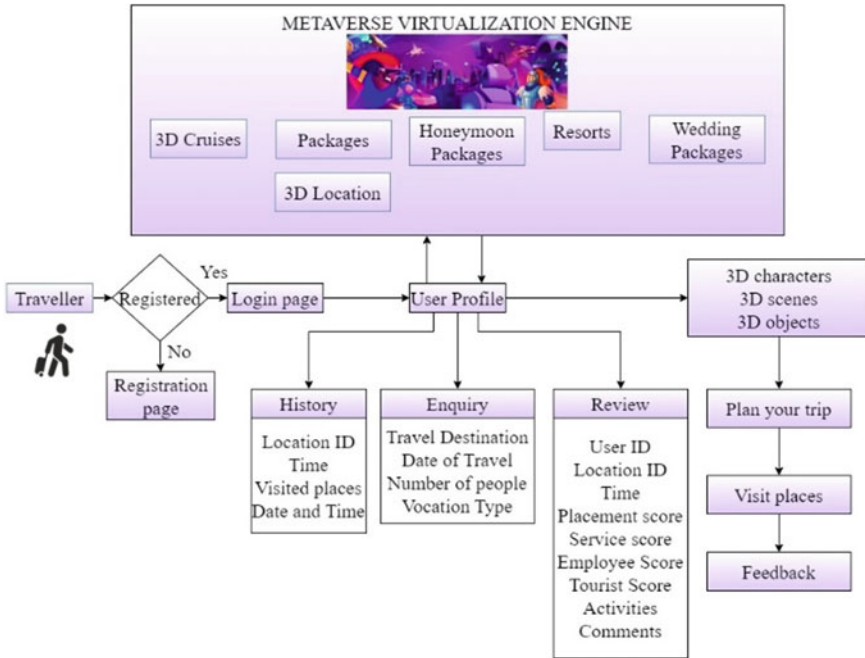 METAVERSE VIRTUALIZATION ENGINE
3D Cruises
Packages
Honeymoon
Packages
Resorts
Wedding
Packages
3D Location
Traveller
Registered
Yes
No
Login page
User Profile
3D characters
3D scenes
3D objects
Registration
page
History
Location ID
Time
Visited places
Date and Time
Enquiry
Travel Destination
Date of Travel
Number of people
Vocation Type
Review
User ID
Location ID
Time
Placement score
Service score
Employee Score
Tourist Score
Activities
Comments
Plan your trip
Visit places
Feedback